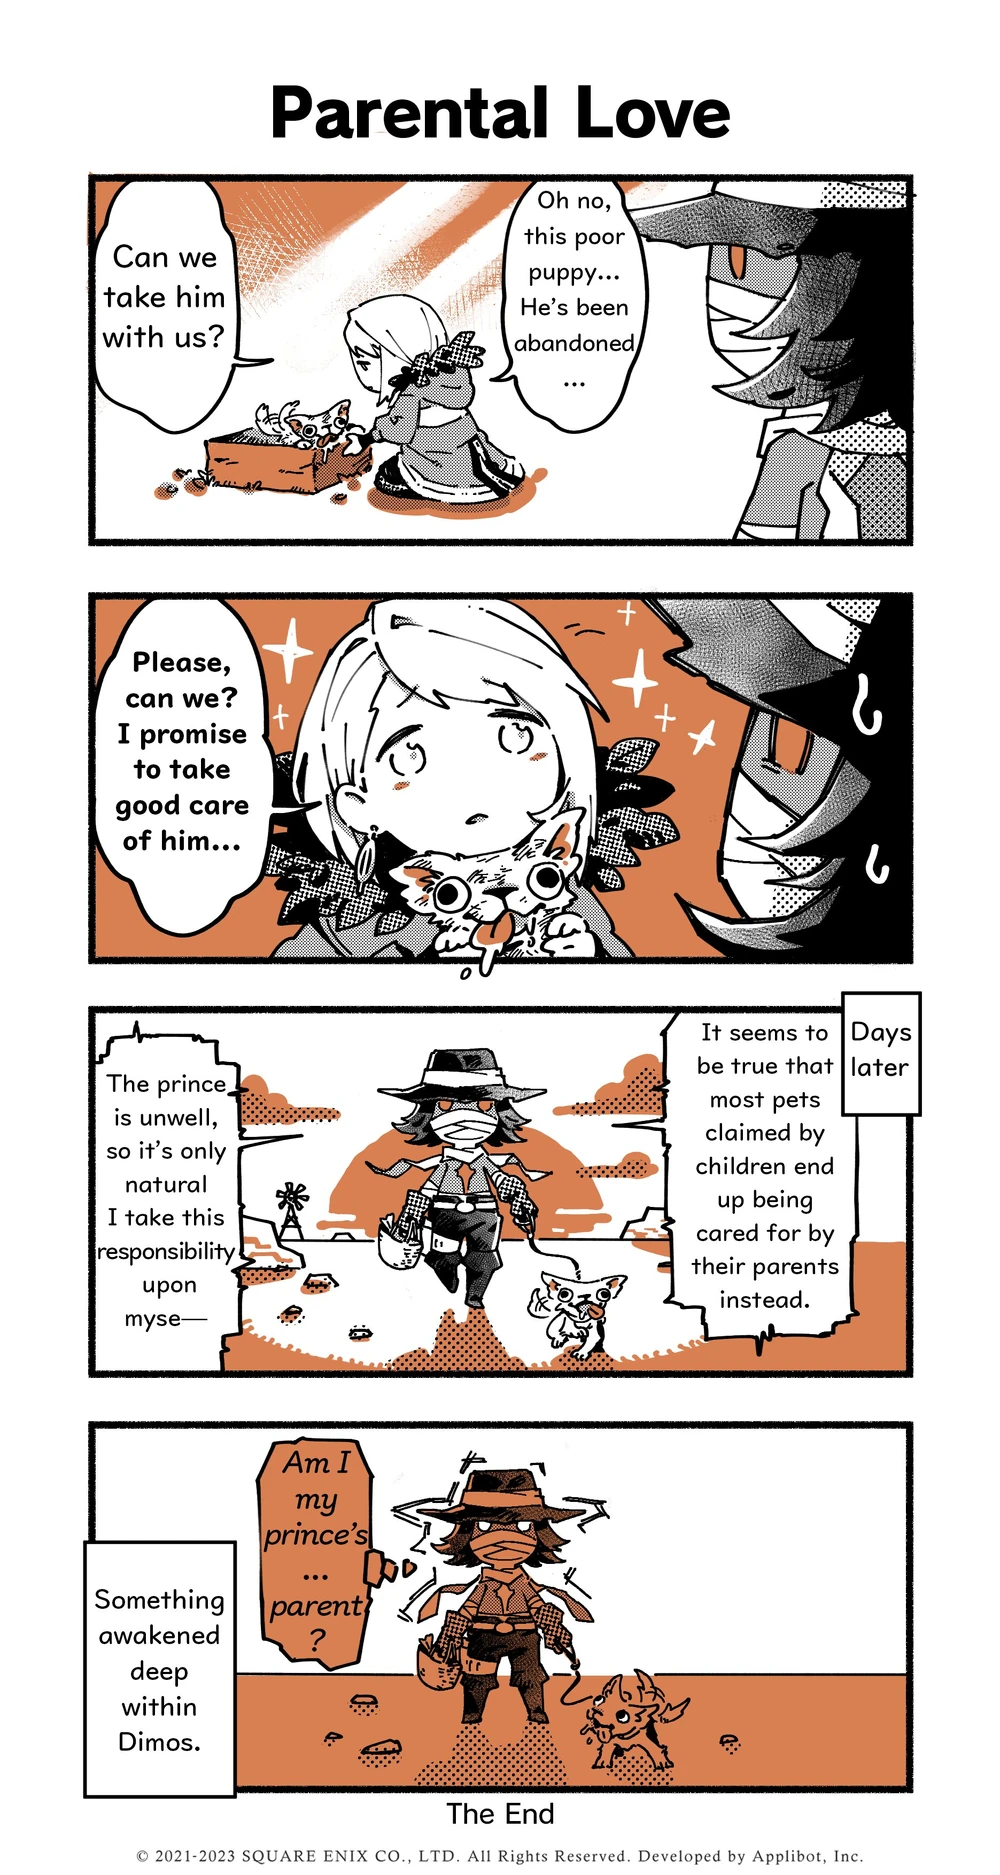 Parental Love
Oh no,
this poor
puppy...
He's been
abandoned
...
Can we
take him
with us?
Please,
can we?
I promise
to take
good care
of him...
Days
later
It seems to
be true that
most pets
claimed by
children end
up being
cared for by
their parents
instead.
The prince
is unwell,
so it's only
natural
I take this
responsibility
upon
myse—
Am I
my
prince's
...
parent
?
Something
awakened
deep
within
Dimos.
The End
© 2021-2023 SQUARE ENIX CO., LTD. All Rights Reserved. Developed by Applibot, Inc.